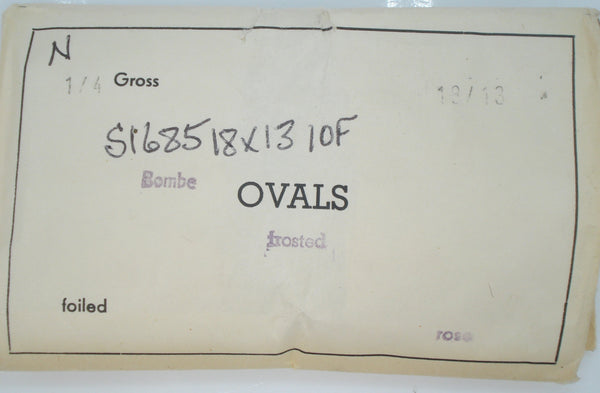 N
1/4 Gross
18/13
S1685 18x13 10F
Bombe
OVALS
frosted
foiled
rose